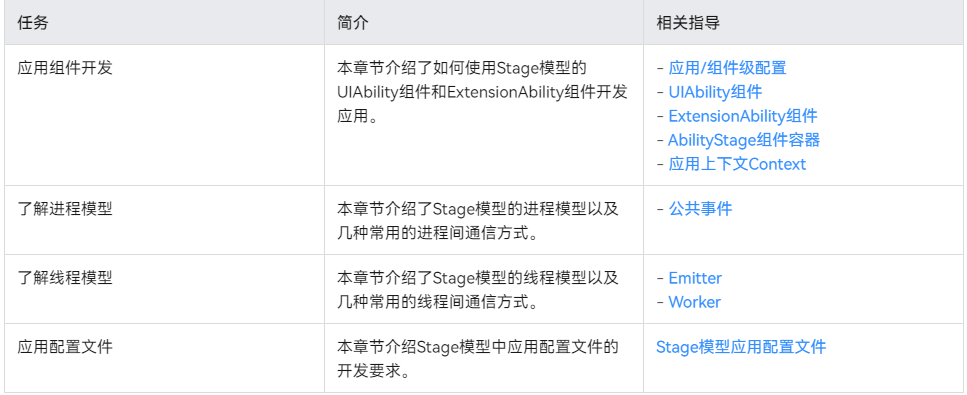 任务
简介
相关指导
应用组件开发
本章节介绍了如何使用Stage模型的
UIAbility组件和ExtensionAbility组件开发
应用。
- 应用/组件级配置
- UIAbility组件
- ExtensionAbility组件
- AbilityStage组件容器
- 应用上下文Context
了解进程模型
本章节介绍了Stage模型的进程模型以及
几种常用的进程间通信方式。
- 公共事件
了解线程模型
本章节介绍了Stage模型的线程模型以及
几种常用的线程间通信方式。
- Emitter
- Worker
应用配置文件
本章节介绍Stage模型中应用配置文件的
开发要求。
Stage模型应用配置文件